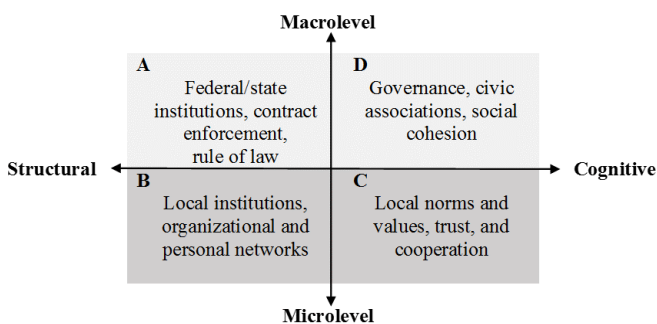 Macrolevel
A
Federal/state
institutions, contract
enforcement,
rule of law
D
Governance, civic
associations, social
cohesion
Structural
Cognitive
B
Local institutions,
organizational and
personal networks
C
Local norms and
values, trust, and
cooperation
Microlevel